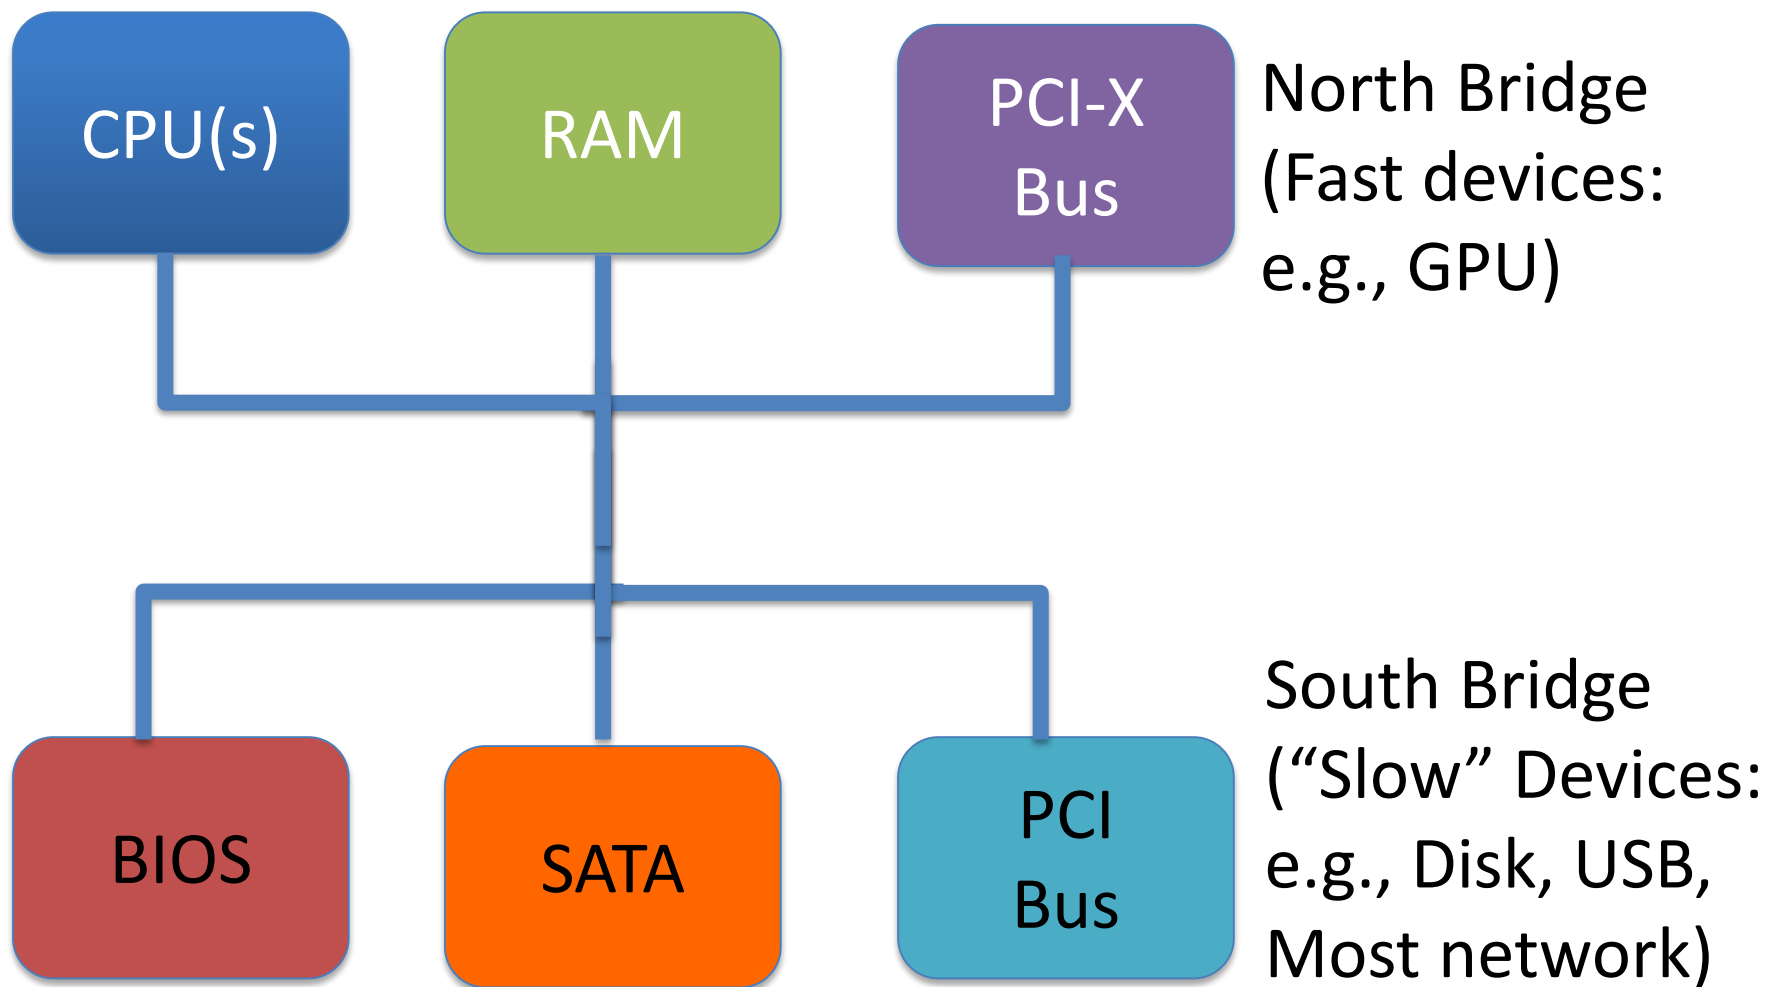 CPU(s)
RAM
PCI-X
Bus
North Bridge
(Fast devices:
e.g., GPU)
BIOS
SATA
PCI
Bus
South Bridge
(“Slow” Devices:
e.g., Disk, USB,
Most network)